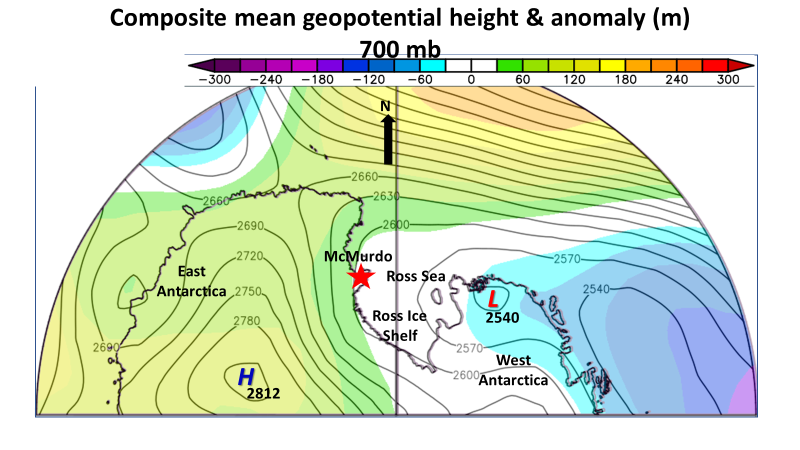 Composite mean geopotential height & anomaly (m)
700 mb
−300 −240 −180 −120 −60 0 60 120 180 240 300
N
2660
2630
2660
2600
2690
McMurdo
2720
2570
East
Antarctica
Ross Sea
2750
2540
L
2540
Ross Ice
Shelf
2780
2690
2570
West
Antarctica
2600
H
2812